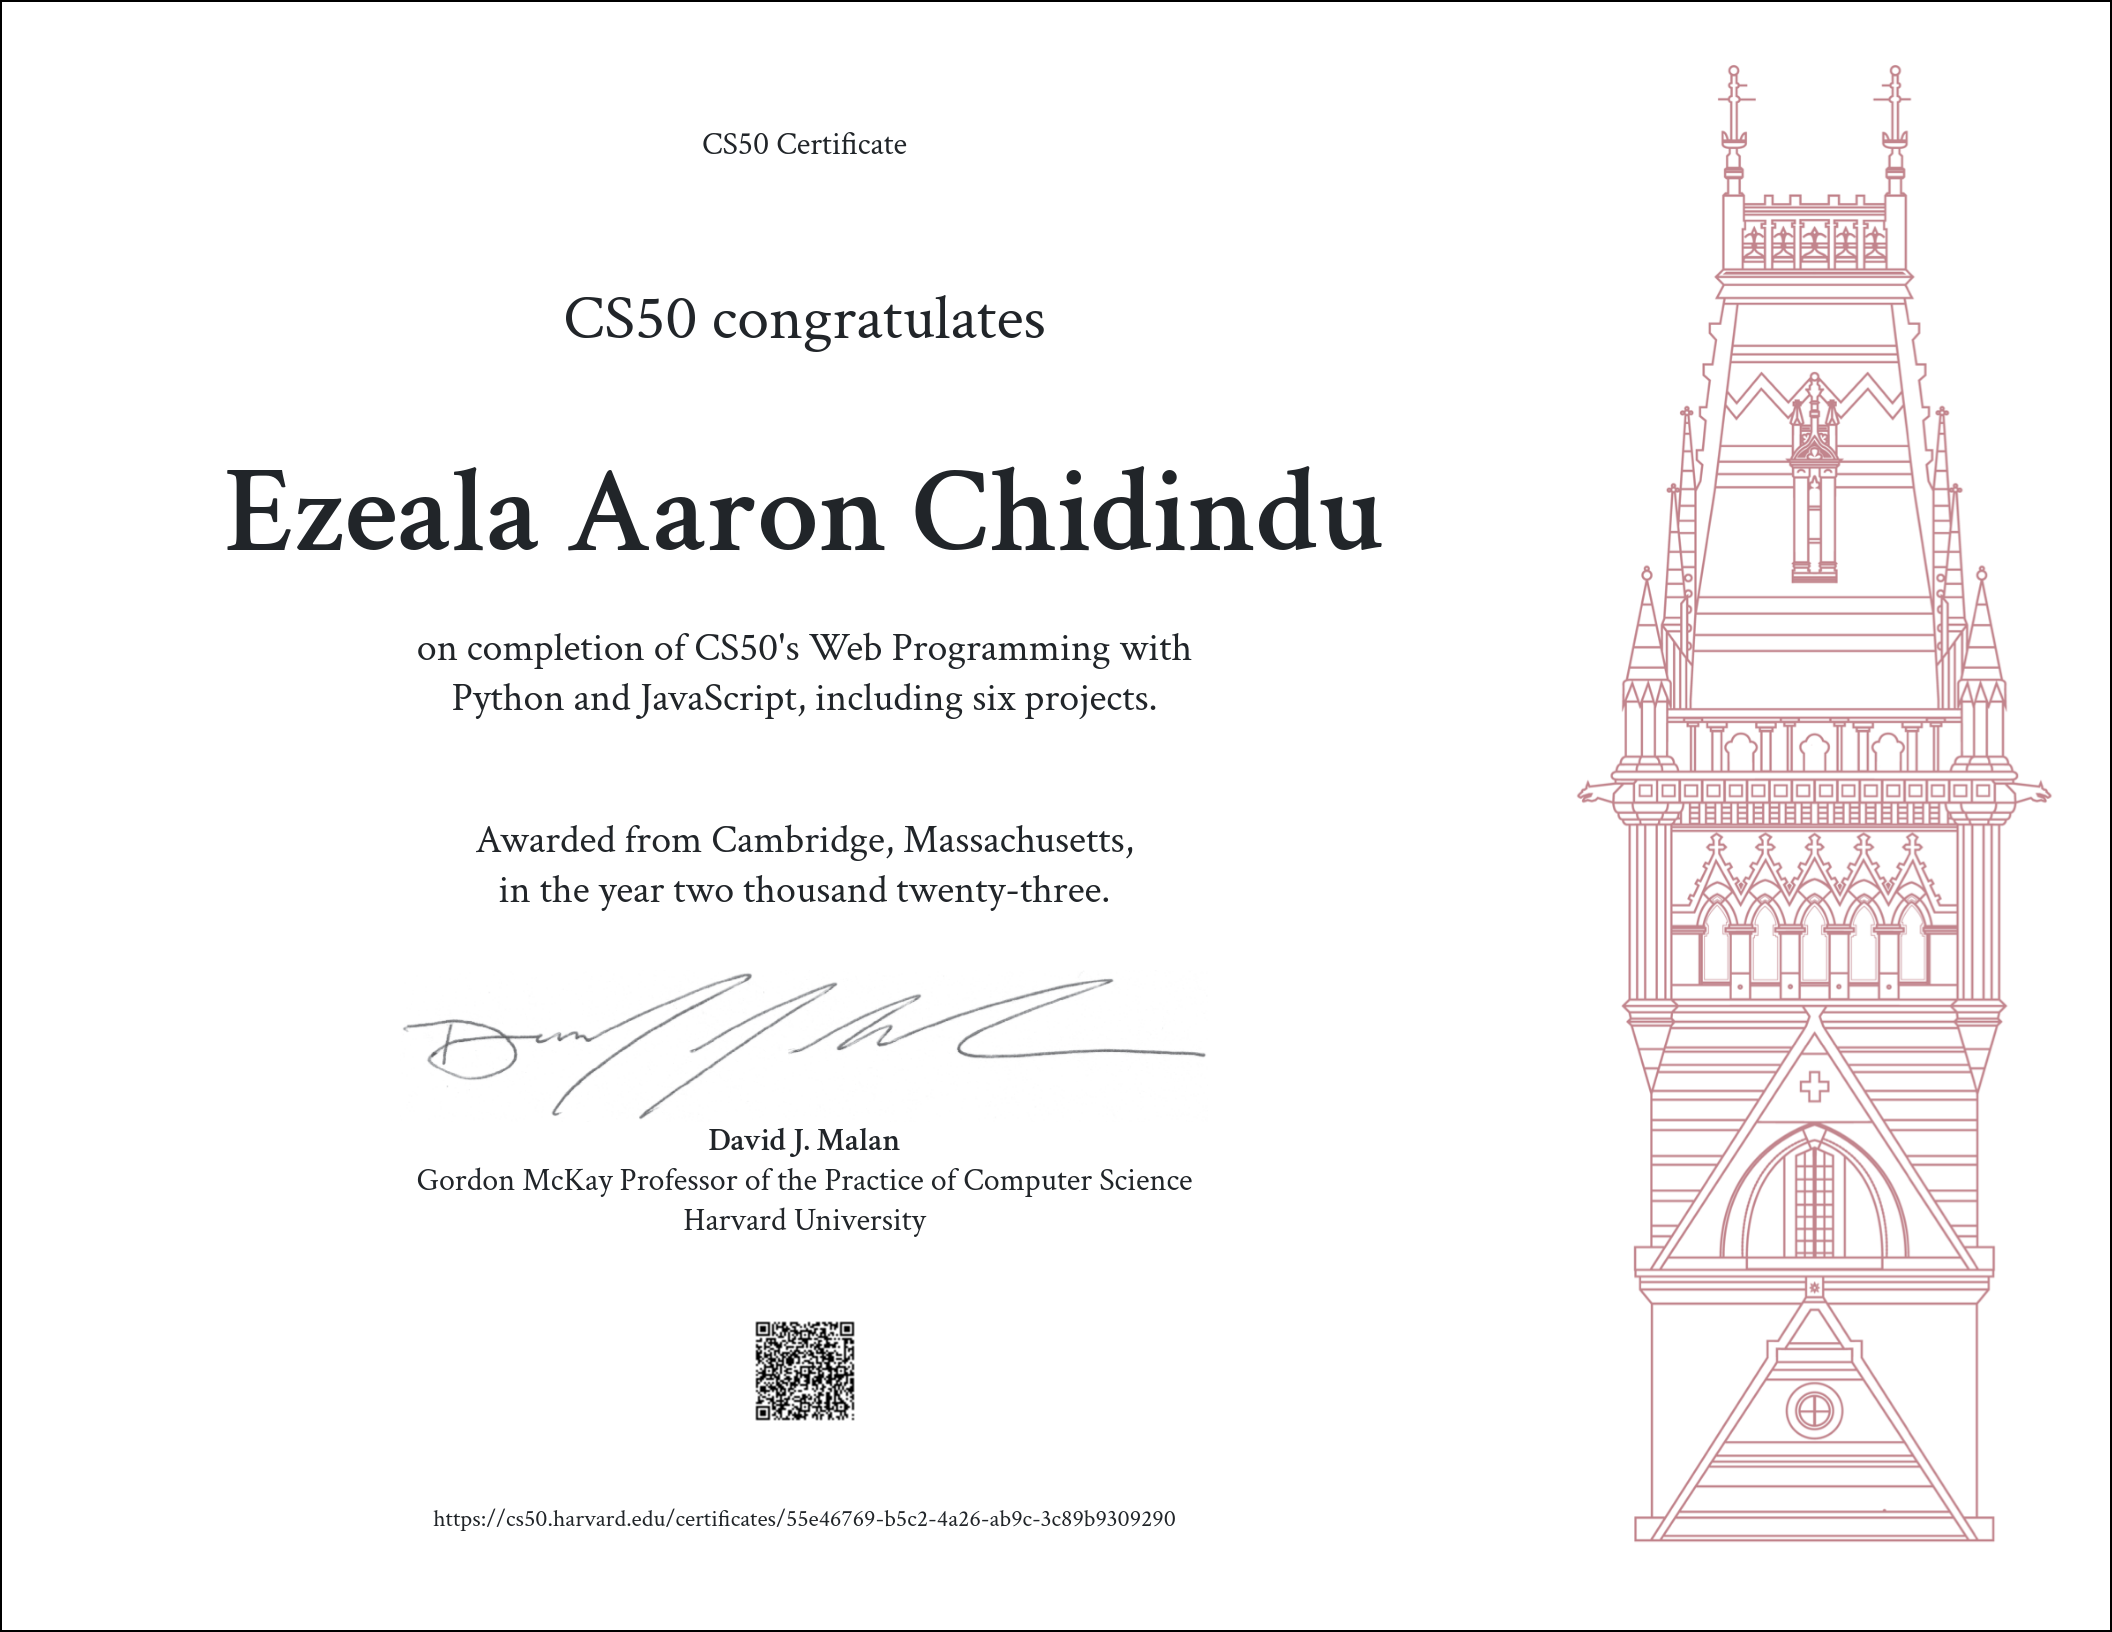 CS50 Certificate
CS50 congratulates
Ezeala Aaron Chidindu
on completion of CS50's Web Programming with
Python and JavaScript, including six projects.
Awarded from Cambridge, Massachusetts,
in the year two thousand twenty-three.
David J. Malan
Gordon McKay Professor of the Practice of Computer Science
Harvard University
https://cs50.harvard.edu/certificates/55e46769-b5c2-4a26-ab9c-3c89b9309290